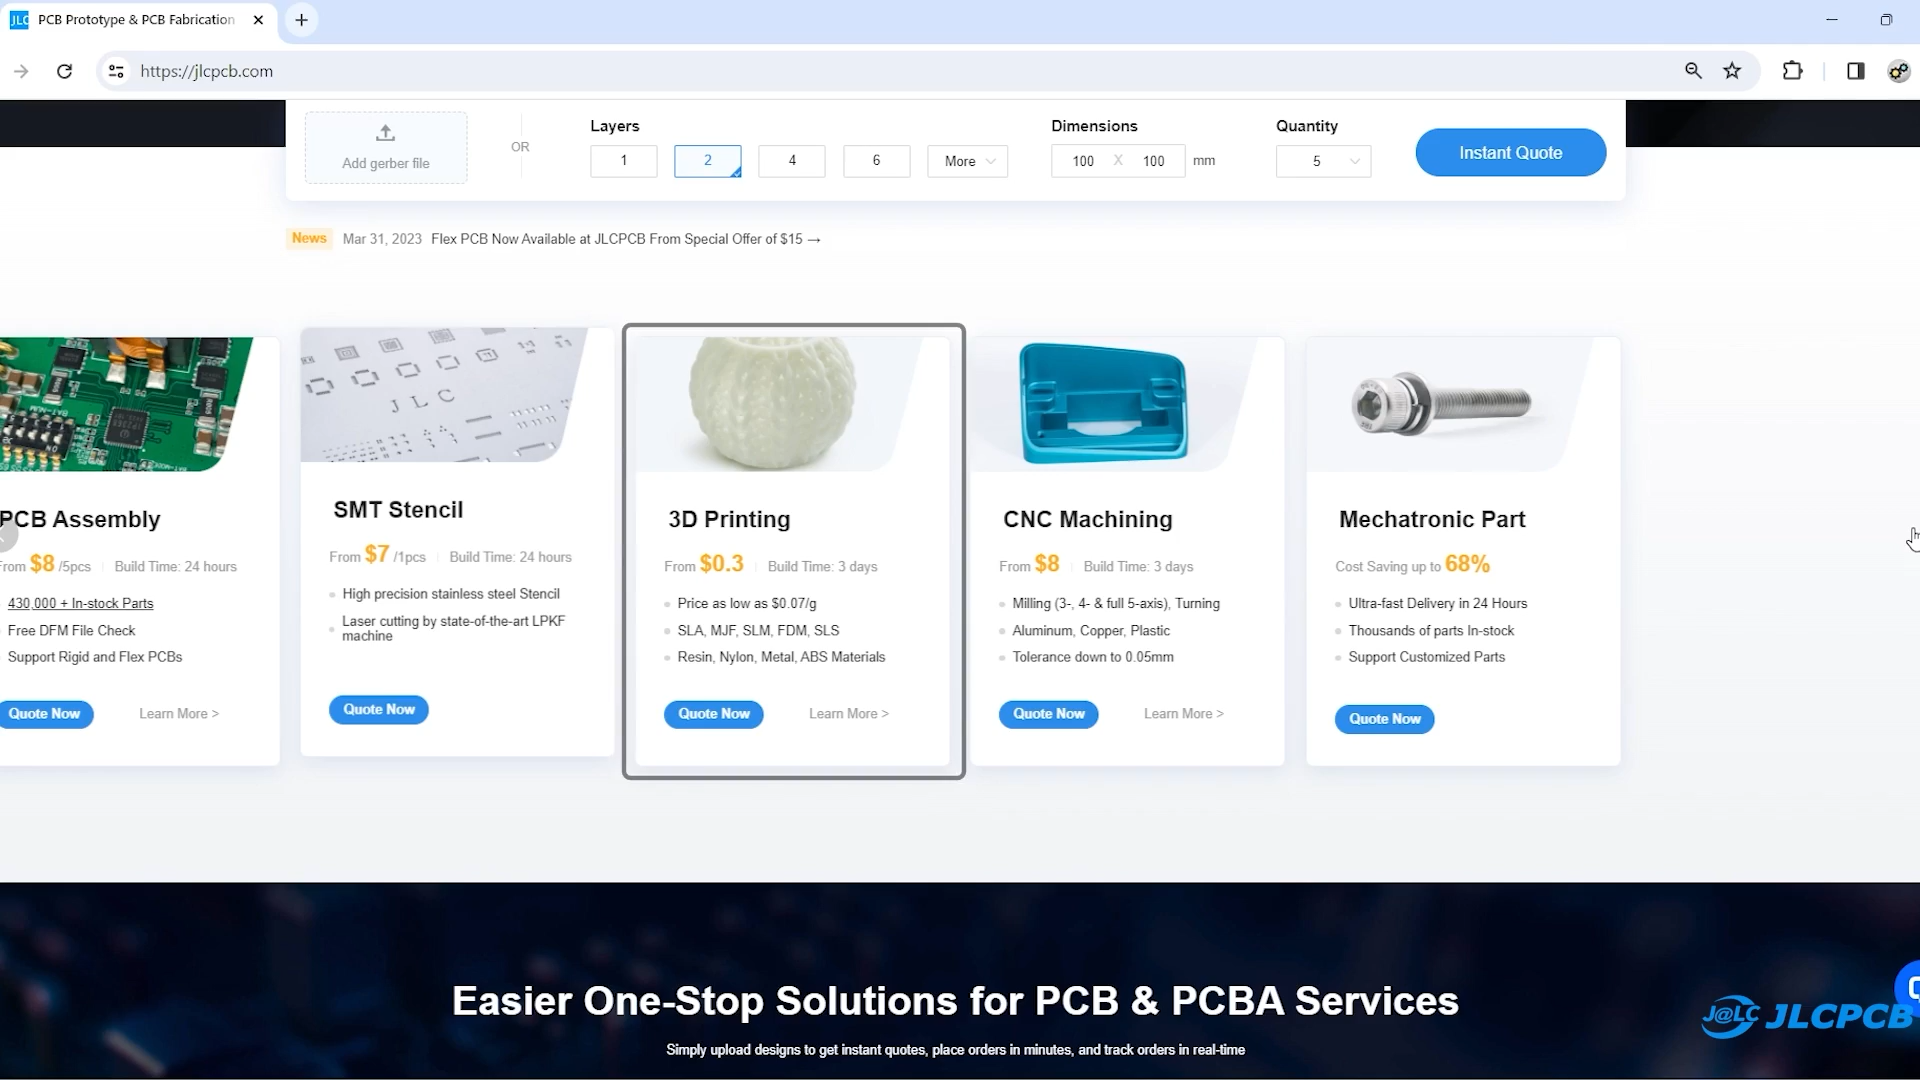 JLC PCB Prototype & PCB Fabrication
https://jlcpcb.com
Add gerber file
OR
Layers
1 2 4 6 More
Dimensions
100 X 100 mm
Quantity
5
Instant Quote
News Mar 31, 2023 Flex PCB Now Available at JLCPCB From Special Offer of $15 →
PCB Assembly
From $8 /5pcs Build Time: 24 hours
430,000 + In-stock Parts
Free DFM File Check
Support Rigid and Flex PCBs
Quote Now Learn More >
JLC
SMT Stencil
From $7 /1pcs Build Time: 24 hours
High precision stainless steel Stencil
Laser cutting by state-of-the-art LPKF
machine
Quote Now
3D Printing
From $0.3 Build Time: 3 days
Price as low as $0.07/g
SLA, MJF, SLM, FDM, SLS
Resin, Nylon, Metal, ABS Materials
Quote Now Learn More >
CNC Machining
From $8 Build Time: 3 days
Milling (3-, 4- & full 5-axis), Turning
Aluminum, Copper, Plastic
Tolerance down to 0.05mm
Quote Now Learn More >
Mechatronic Part
Cost Saving up to 68%
Ultra-fast Delivery in 24 Hours
Thousands of parts In-stock
Support Customized Parts
Quote Now
Easier One-Stop Solutions for PCB & PCBA Services
Simply upload designs to get instant quotes, place orders in minutes, and track orders in real-time
J@LC JLCPCB